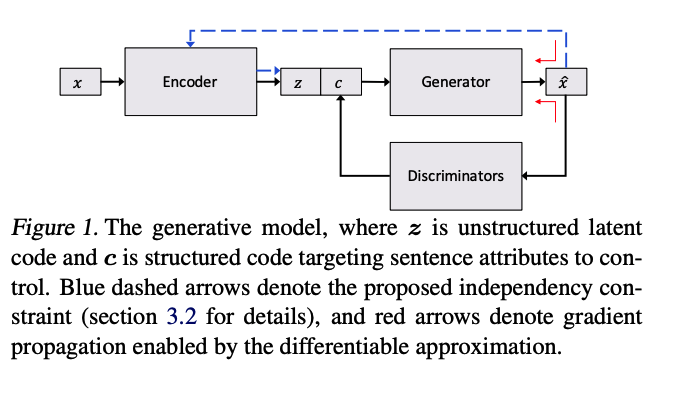 x
Encoder
z
c
Generator
x̂
Discriminators
Figure 1. The generative model, where z is unstructured latent
code and c is structured code targeting sentence attributes to con-
trol. Blue dashed arrows denote the proposed independency con-
straint (section 3.2 for details), and red arrows denote gradient
propagation enabled by the differentiable approximation.